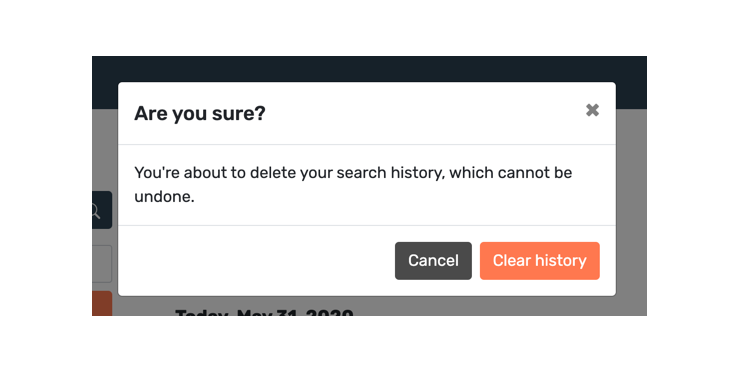 Are you sure?
You're about to delete your search history, which cannot be
undone.
Cancel
Clear history
Today, May 31, 2020